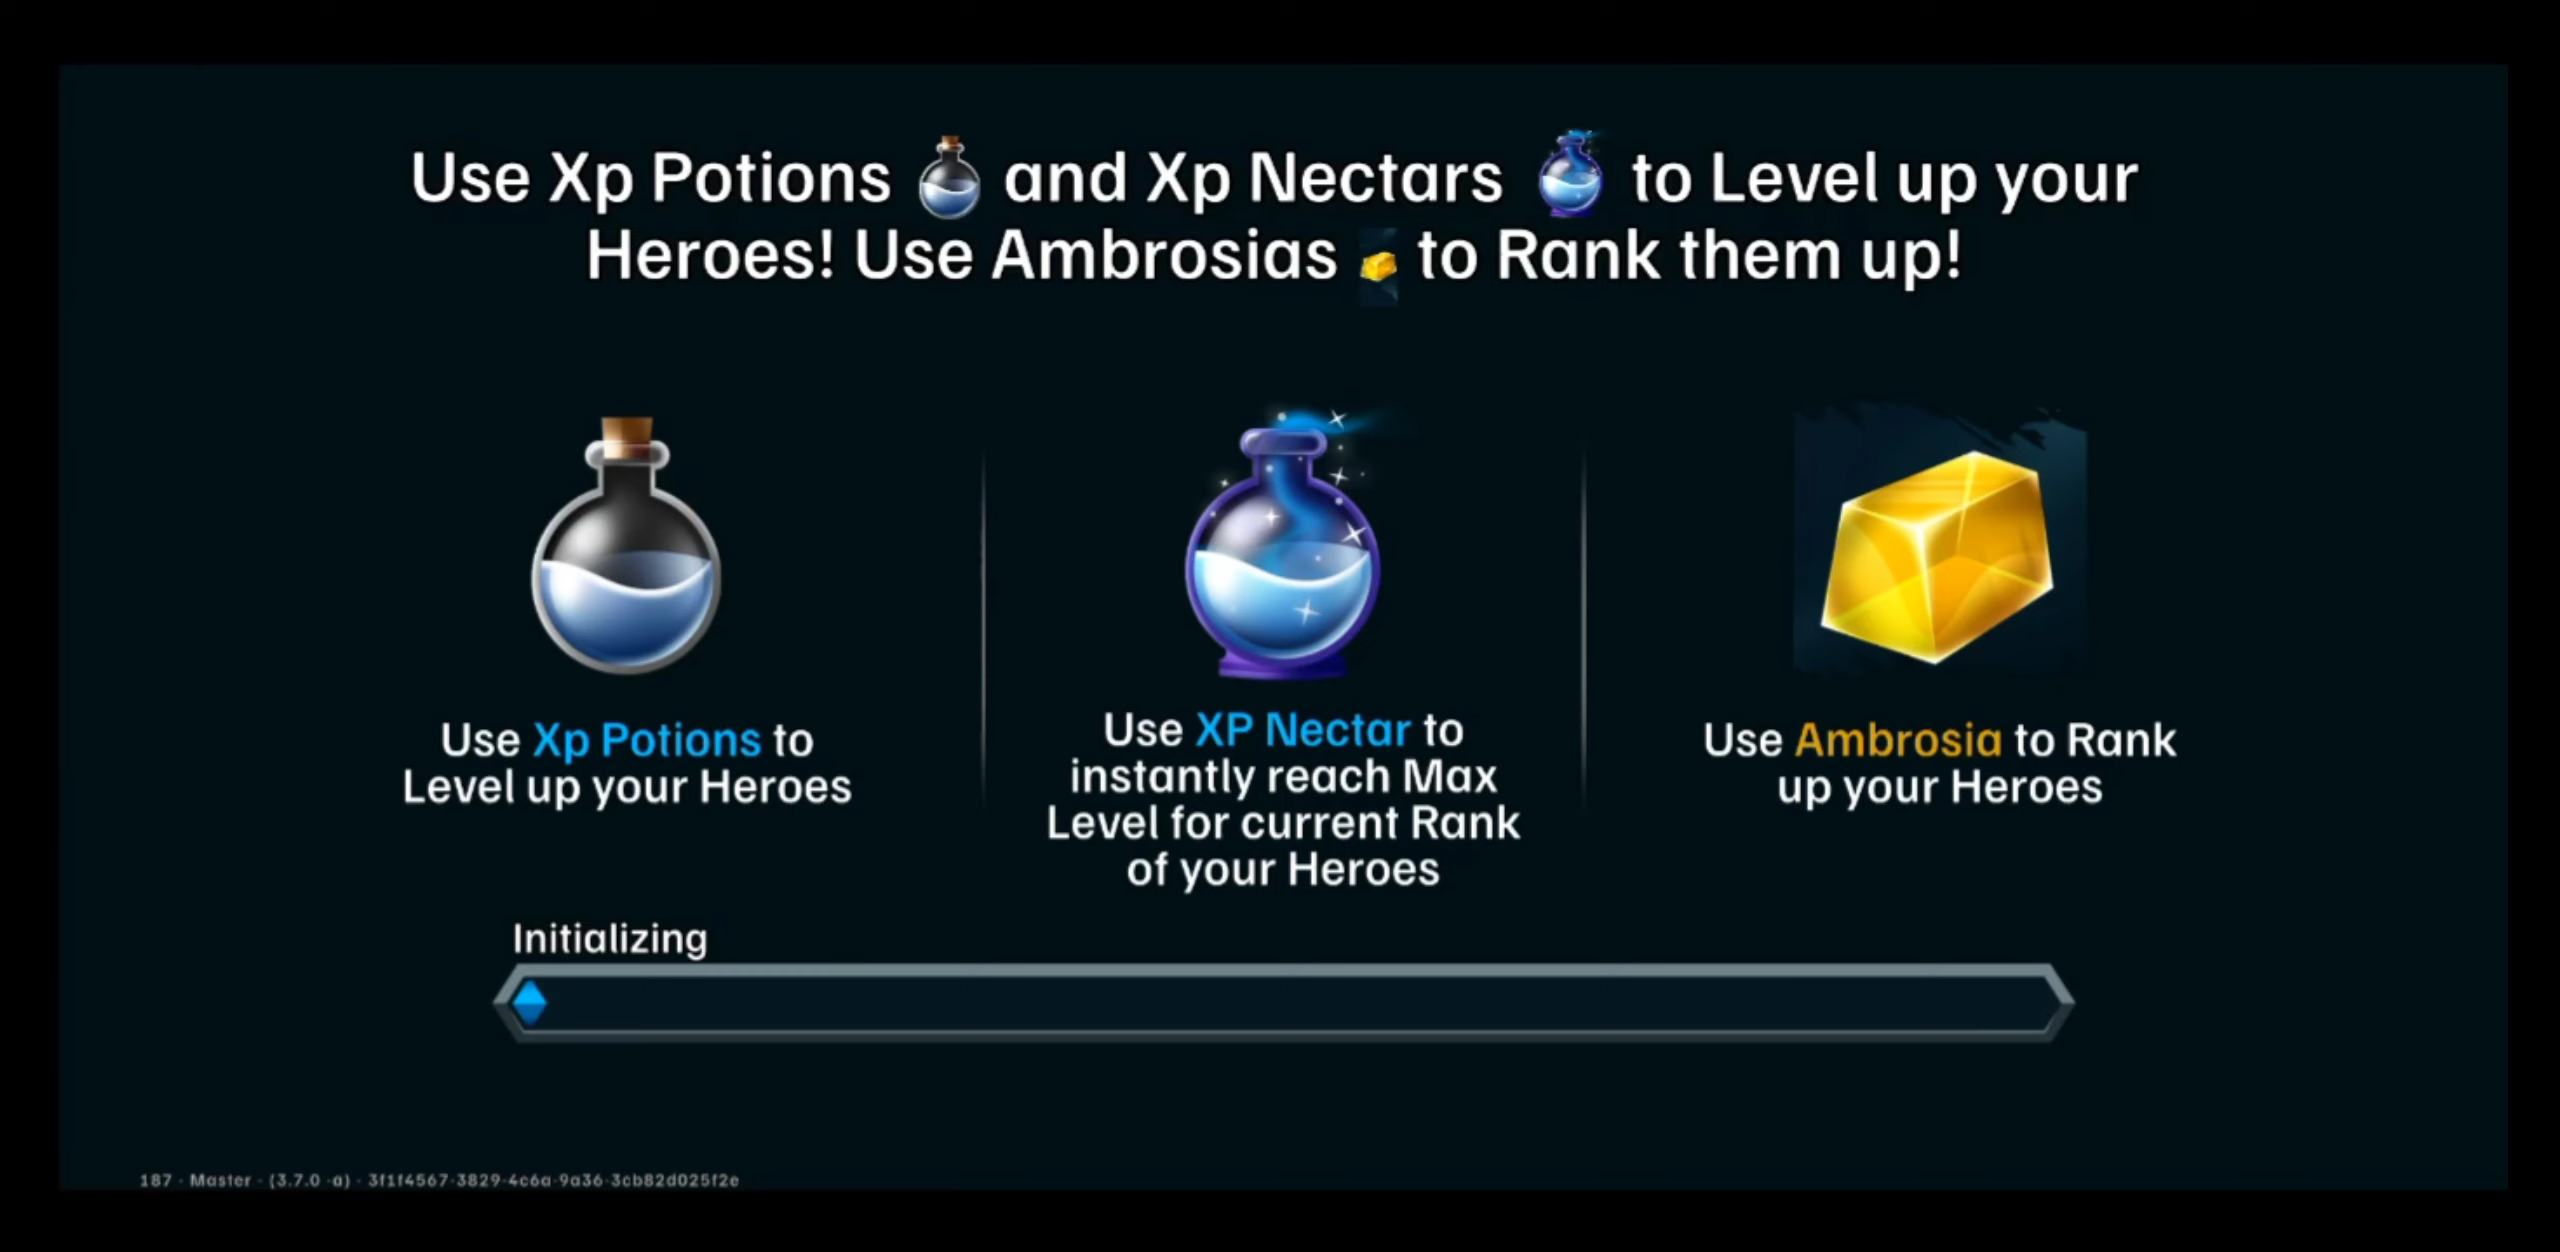 Use Xp Potions and Xp Nectars to Level up your
Heroes! Use Ambrosias to Rank them up!
Use Xp Potions to
Level up your Heroes
Use XP Nectar to
instantly reach Max
Level for current Rank
of your Heroes
Use Ambrosia to Rank
up your Heroes
Initializing
187 - Master - (3.7.0 -a) - 3f1f4567-3829-4c6a-9a36-3cb82d025f2e